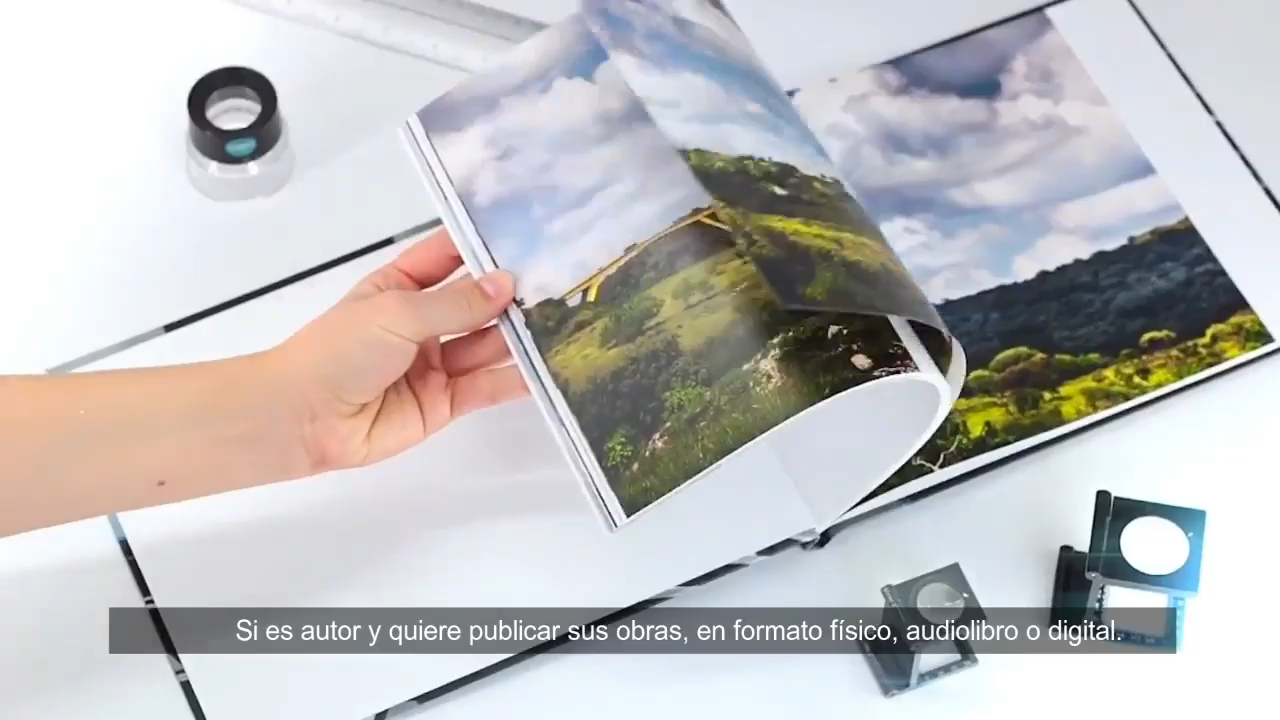 Si es autor y quiere publicar sus obras, en formato físico, audiolibro o digital.